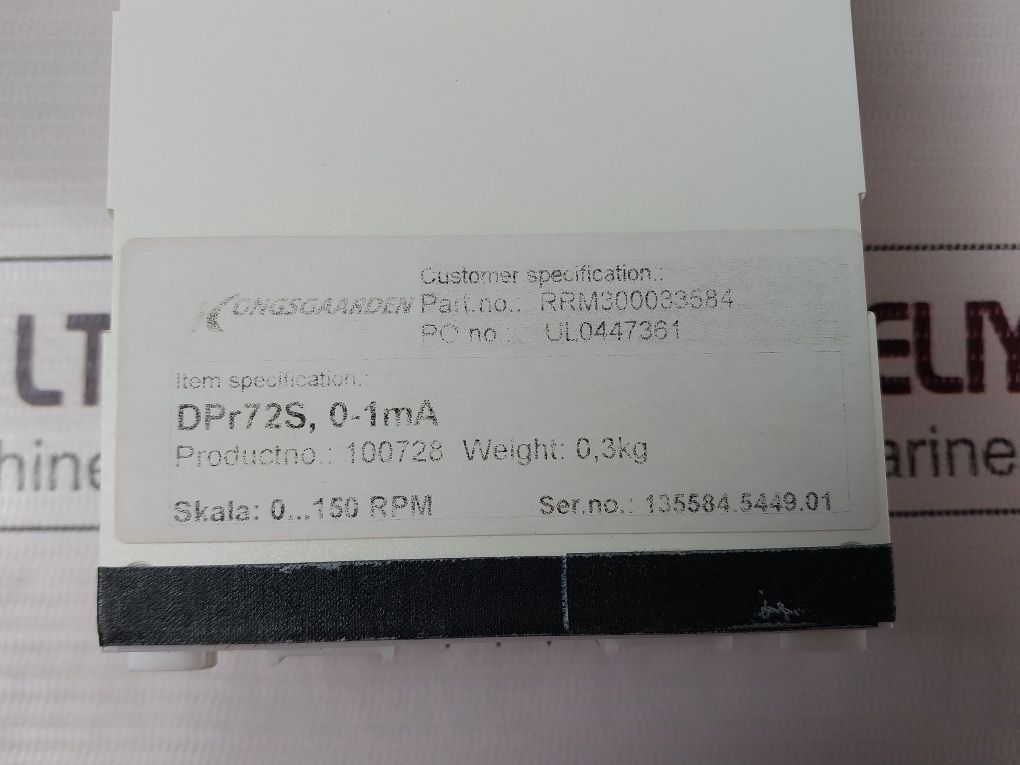 Customer specification.:
KONGSGAARDEN
Part.no.: RRM300033584
PO no.: UL0447361
Item specification.:
DPr72S, 0-1mA
Productno.: 100728 Weight: 0,3kg
Skala: 0...150 RPM Ser.no.: 135584.5449.01